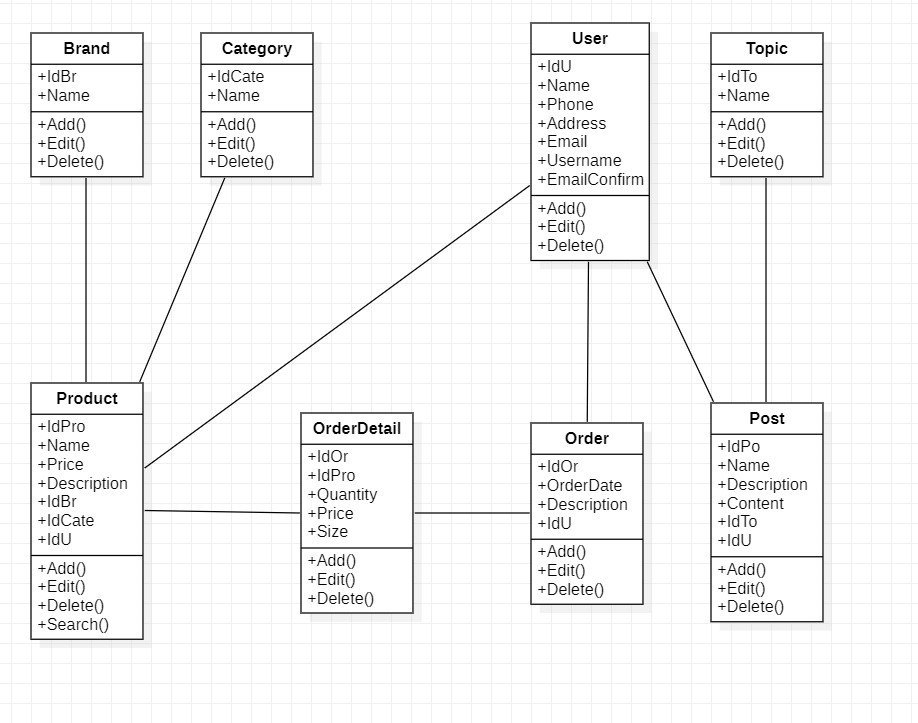 Brand
+IdBr
+Name
+Add()
+Edit()
+Delete()
Category
+IdCate
+Name
+Add()
+Edit()
+Delete()
User
+IdU
+Name
+Phone
+Address
+Email
+Username
+EmailConfirm
+Add()
+Edit()
+Delete()
Topic
+IdTo
+Name
+Add()
+Edit()
+Delete()
Product
+IdPro
+Name
+Price
+Description
+IdBr
+IdCate
+IdU
+Add()
+Edit()
+Delete()
+Search()
OrderDetail
+IdOr
+IdPro
+Quantity
+Price
+Size
+Add()
+Edit()
+Delete()
Order
+IdOr
+OrderDate
+Description
+IdU
+Add()
+Edit()
+Delete()
Post
+IdPo
+Name
+Description
+Content
+IdTo
+IdU
+Add()
+Edit()
+Delete()